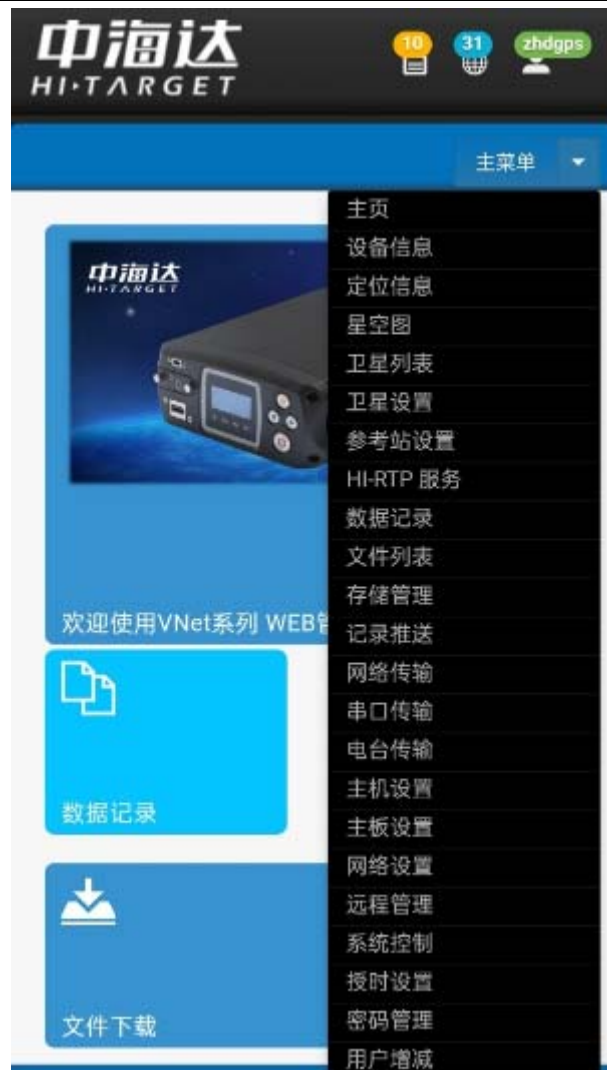 中海达
HI·TARGET
10
31
zhdgps
主菜单
主页
设备信息
定位信息
星空图
卫星列表
卫星设置
参考站设置
HI-RTP 服务
数据记录
文件列表
存储管理
记录推送
网络传输
串口传输
电台传输
主机设置
主板设置
网络设置
远程管理
系统控制
授时设置
密码管理
用户增减
中海达
HI-TARGET
欢迎使用VNet系列 WEB
数据记录
文件下载